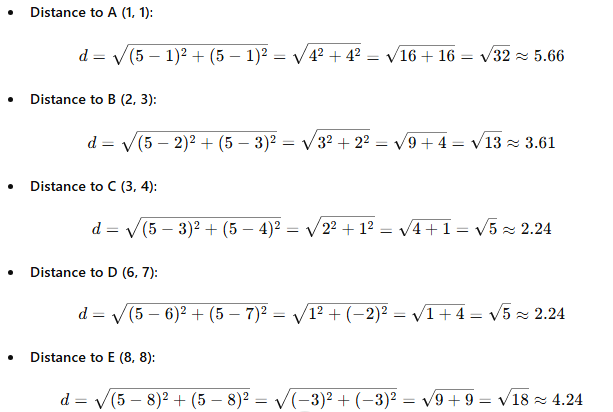 • Distance to A (1, 1):
d = √((5 − 1)² + (5 − 1)²) = √(4² + 4²) = √(16 + 16) = √32 ≈ 5.66
• Distance to B (2, 3):
d = √((5 − 2)² + (5 − 3)²) = √(3² + 2²) = √(9 + 4) = √13 ≈ 3.61
• Distance to C (3, 4):
d = √((5 − 3)² + (5 − 4)²) = √(2² + 1²) = √(4 + 1) = √5 ≈ 2.24
• Distance to D (6, 7):
d = √((5 − 6)² + (5 − 7)²) = √(1² + (−2)²) = √(1 + 4) = √5 ≈ 2.24
• Distance to E (8, 8):
d = √((5 − 8)² + (5 − 8)²) = √((−3)² + (−3)²) = √(9 + 9) = √18 ≈ 4.24